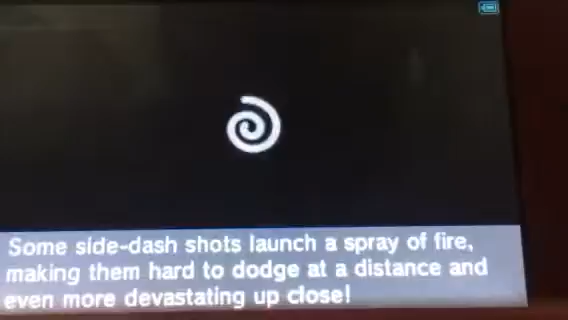 Some side-dash shots launch a spray of fire,
making them hard to dodge at a distance and
even more devastating up close!